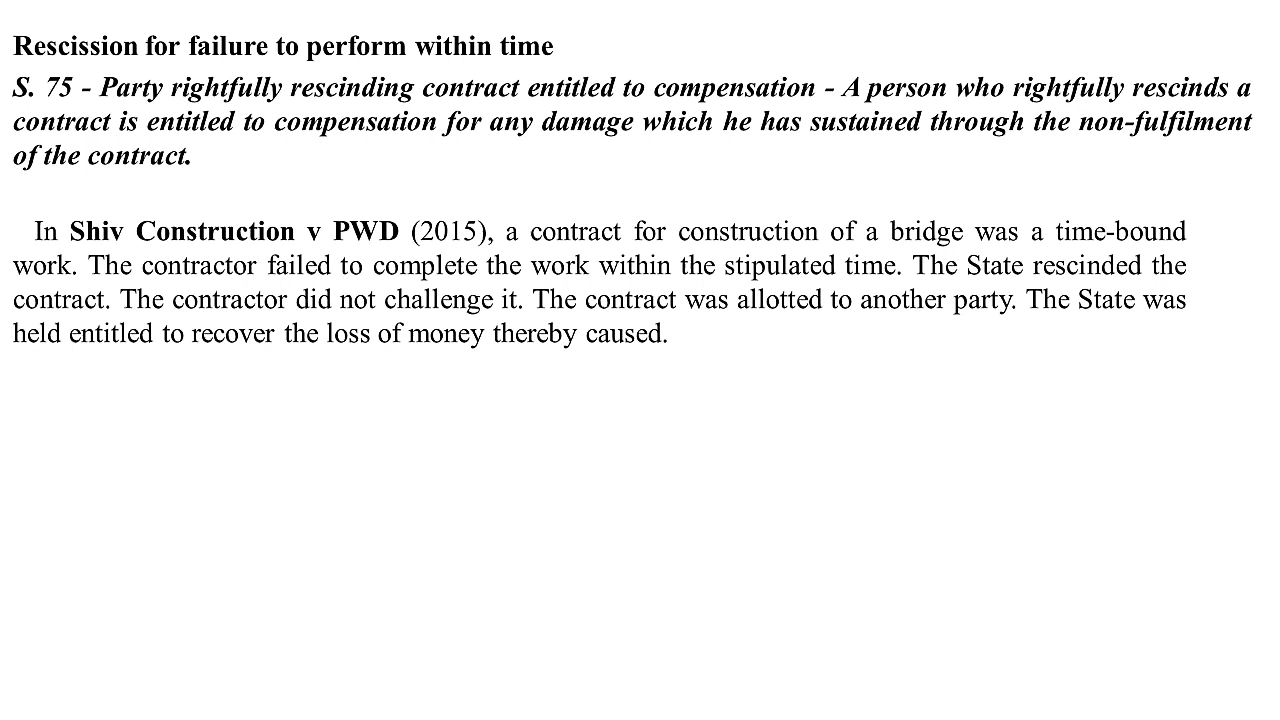 Rescission for failure to perform within time
S. 75 - Party rightfully rescinding contract entitled to compensation - A person who rightfully rescinds a
contract is entitled to compensation for any damage which he has sustained through the non-fulfilment
of the contract.
In Shiv Construction v PWD (2015), a contract for construction of a bridge was a time-bound
work. The contractor failed to complete the work within the stipulated time. The State rescinded the
contract. The contractor did not challenge it. The contract was allotted to another party. The State was
held entitled to recover the loss of money thereby caused.